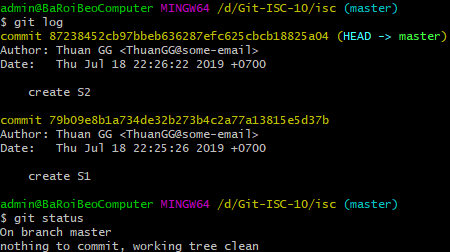 admin@BaRoiBeoComputer MINGW64 /d/Git-ISC-10/isc (master)
$ git log
commit 87238452cb97bbeb636287efc625cbcb18825a04 (HEAD -> master)
Author: Thuan GG <ThuanGG@some-email>
Date:   Thu Jul 18 22:26:22 2019 +0700
    create S2
commit 79b09e8b1a734de32b273b4c2a77a13815e5d37b
Author: Thuan GG <ThuanGG@some-email>
Date:   Thu Jul 18 22:25:26 2019 +0700
    create S1
admin@BaRoiBeoComputer MINGW64 /d/Git-ISC-10/isc (master)
$ git status
On branch master
nothing to commit, working tree clean